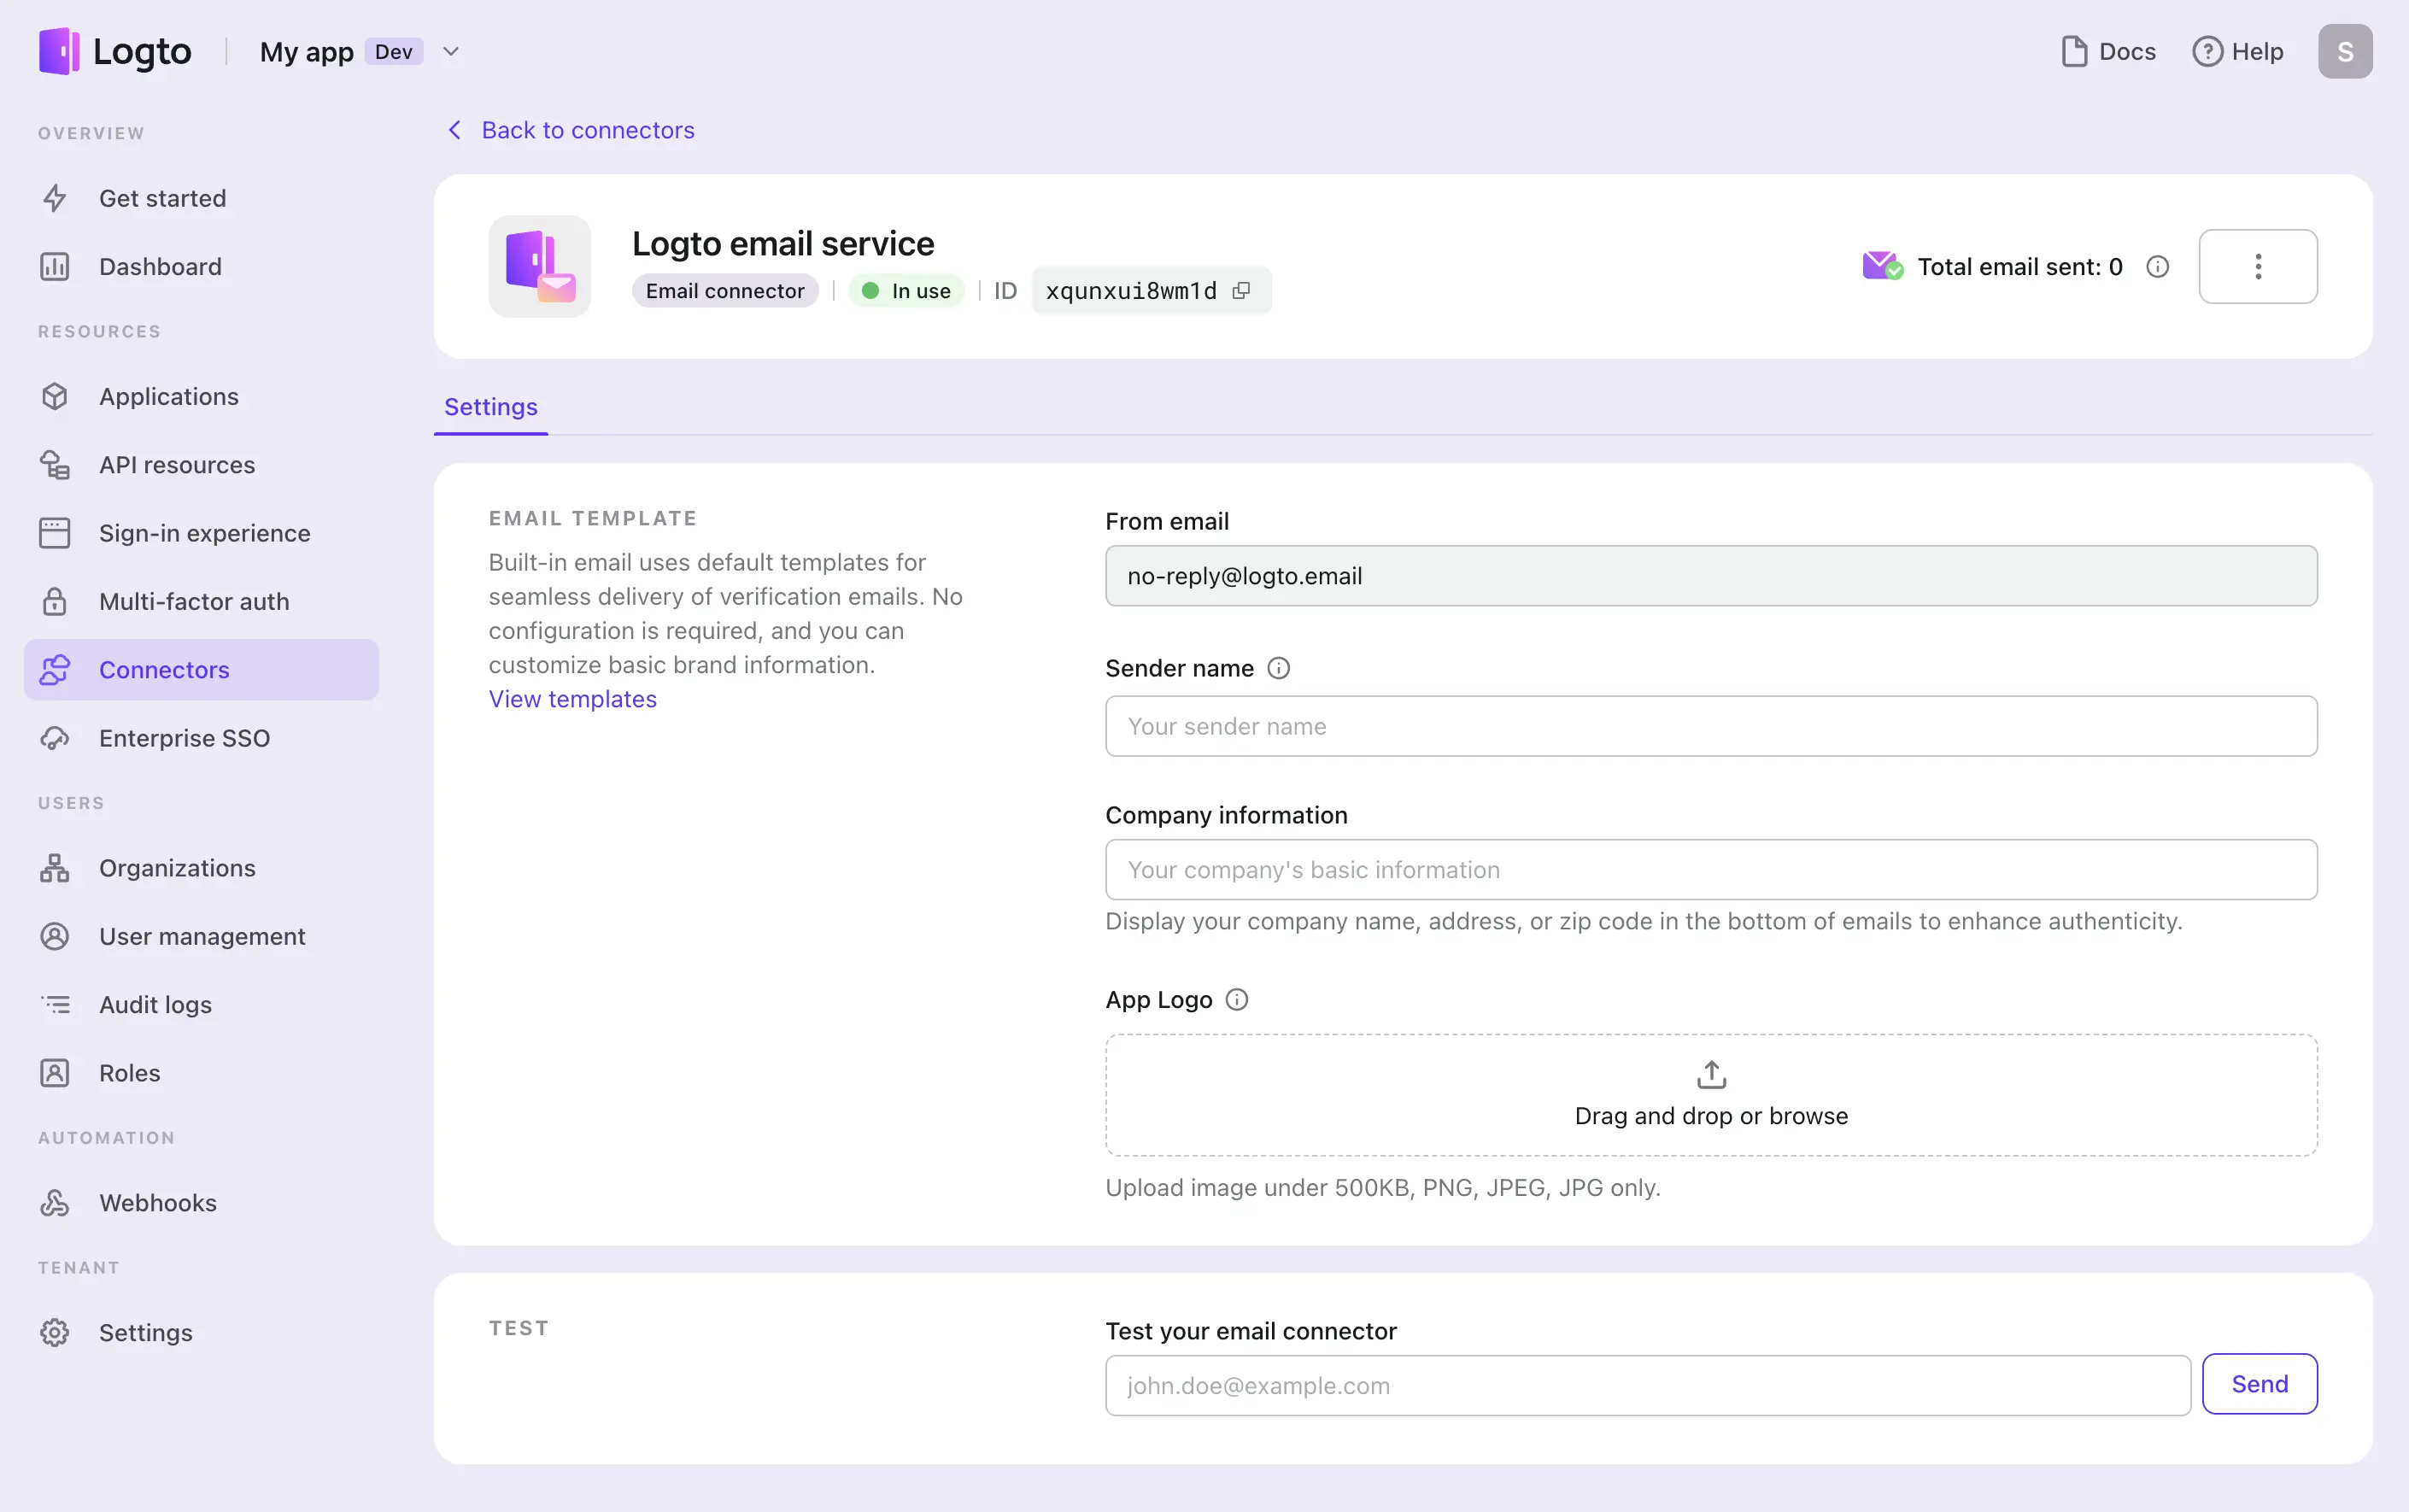 Logto
My app Dev
Docs
Help
S
OVERVIEW
Get started
Dashboard
RESOURCES
Applications
API resources
Sign-in experience
Multi-factor auth
Connectors
Enterprise SSO
USERS
Organizations
User management
Audit logs
Roles
AUTOMATION
Webhooks
TENANT
Settings
Back to connectors
Logto email service
Email connector
In use
ID xqunxui8wm1d
Total email sent: 0
Settings
EMAIL TEMPLATE
Built-in email uses default templates for
seamless delivery of verification emails. No
configuration is required, and you can
customize basic brand information.
View templates
From email
no-reply@logto.email
Sender name
Your sender name
Company information
Your company's basic information
Display your company name, address, or zip code in the bottom of emails to enhance authenticity.
App Logo
Drag and drop or browse
Upload image under 500KB, PNG, JPEG, JPG only.
TEST
Test your email connector
john.doe@example.com
Send